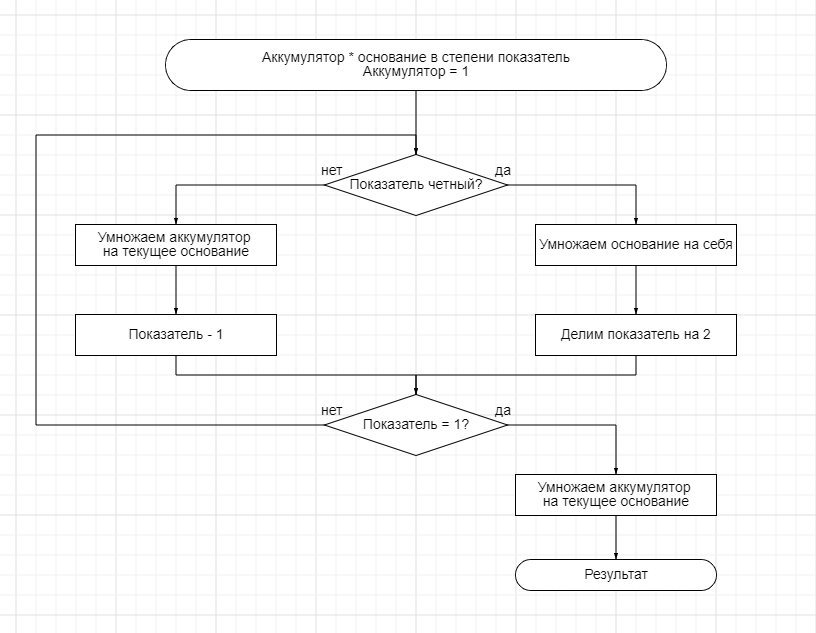 Аккумулятор * основание в степени показатель
Аккумулятор = 1
нет
да
Показатель четный?
Умножаем аккумулятор
на текущее основание
Умножаем основание на себя
Показатель - 1
Делим показатель на 2
нет
да
Показатель = 1?
Умножаем аккумулятор
на текущее основание
Результат